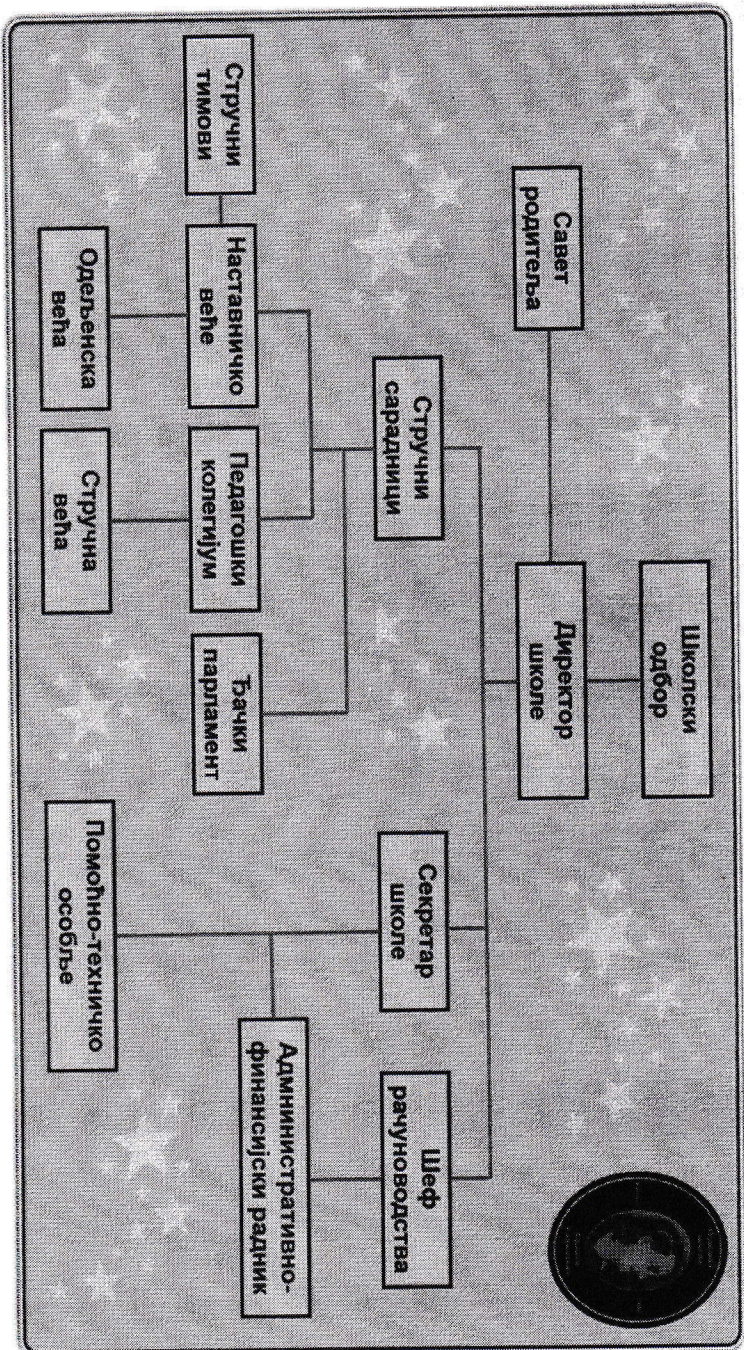 Школски
одбор
Савет
родитеља
Директор
школе
Стручни
сарадници
Секретар
школе
Шеф
рачуноводства
Стручни
тимови
Наставничко
веће
Педагошки
колегијум
Ђачки
парламент
Административно-
финансијски радник
Одељенска
већа
Стручна
већа
Помоћно-техничко
особље